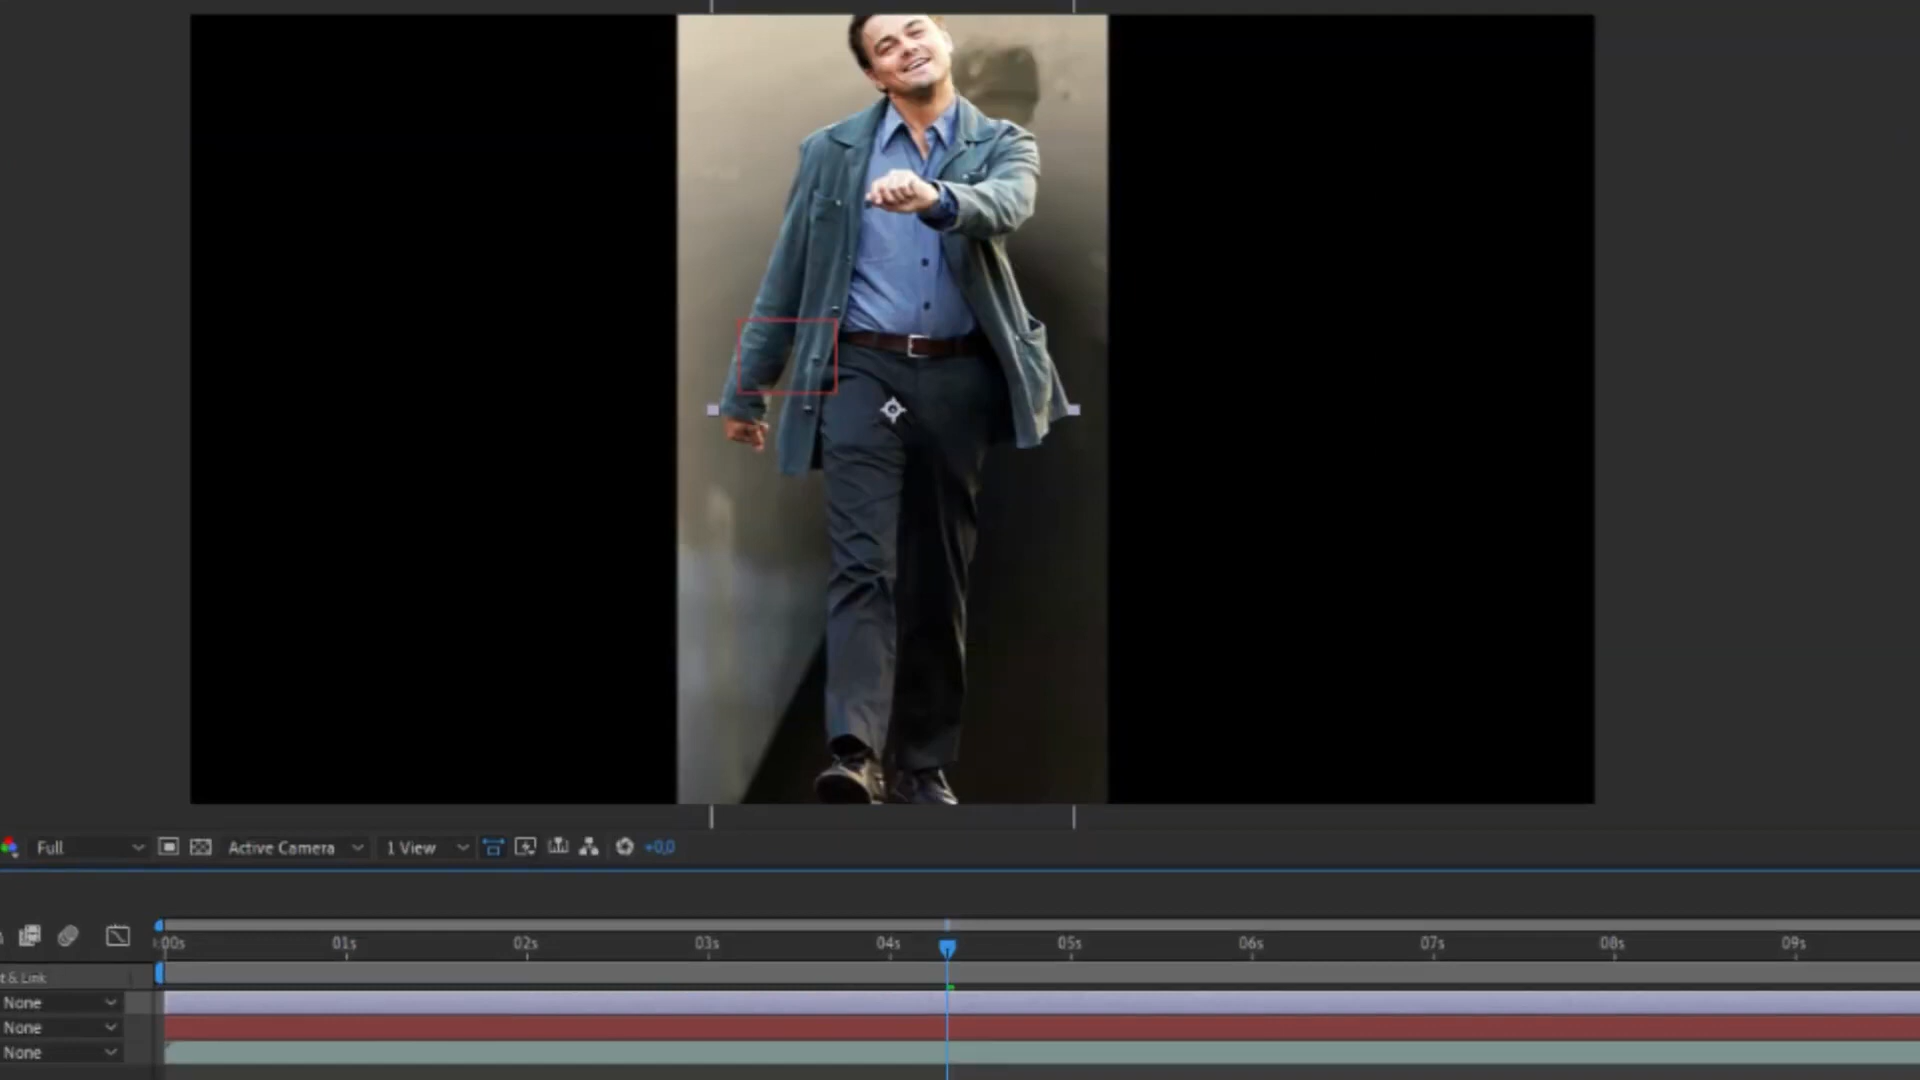 Full Active Camera 1 View +0,0
:00s 01s 02s 03s 04s 05s 06s 07s 08s 09s
t & Link
None
None
None